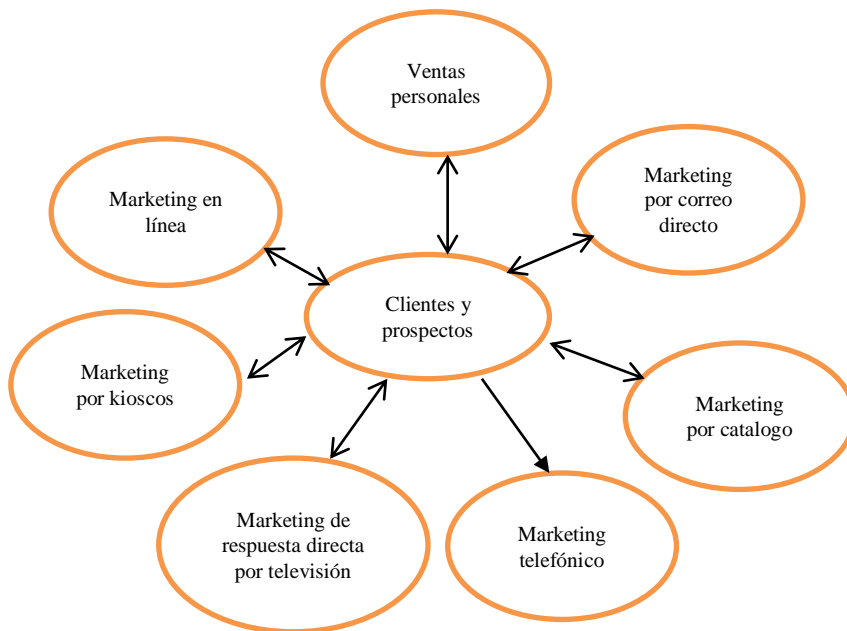 Ventas
personales
Marketing
por correo
directo
Marketing en
línea
Clientes y
prospectos
Marketing
por kioscos
Marketing
por catalogo
Marketing de
respuesta directa
por televisión
Marketing
telefónico